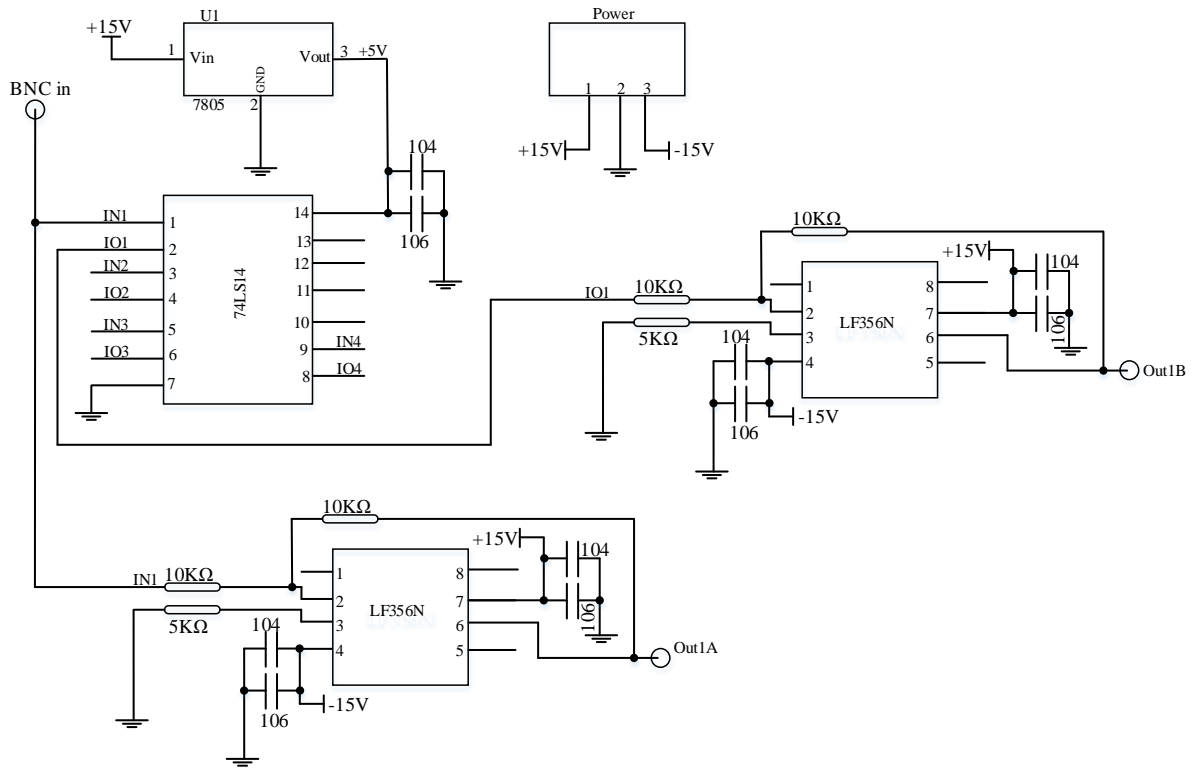 U1
Power
+15V
1
Vin
Vout
3
+5V
GND
7805
2
BNC in
1
2
3
+15V
-15V
104
106
IN1
1
IO1
2
IN2
3
IO2
4
IN3
5
IO3
6
7
74LS14
14
13
12
11
10
9
IN4
8
IO4
10KΩ
IO1
10KΩ
5KΩ
104
106
-15V
1
2
3
4
LF356N
8
7
6
5
+15V
104
106
Out1B
10KΩ
IN1
10KΩ
5KΩ
104
106
-15V
1
2
3
4
LF356N
8
7
6
5
+15V
104
106
Out1A